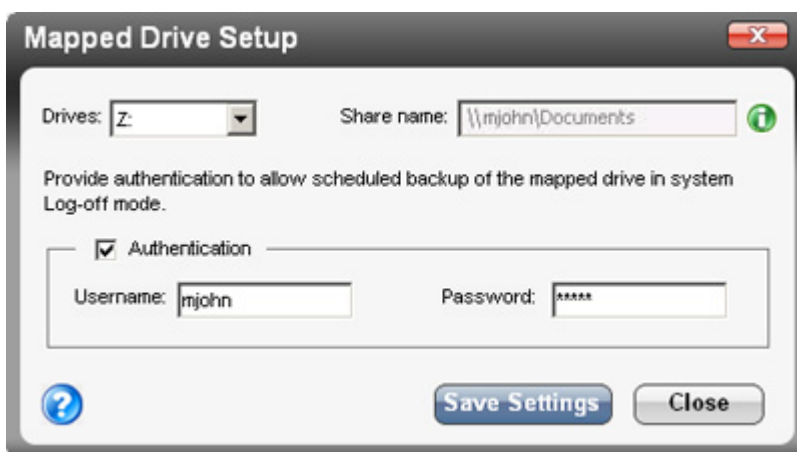 Mapped Drive Setup
Drives: Z: Share name: \\mjohn\Documents
Provide authentication to allow scheduled backup of the mapped drive in system
Log-off mode.
Authentication
Username: mjohn Password: *****
Save Settings Close